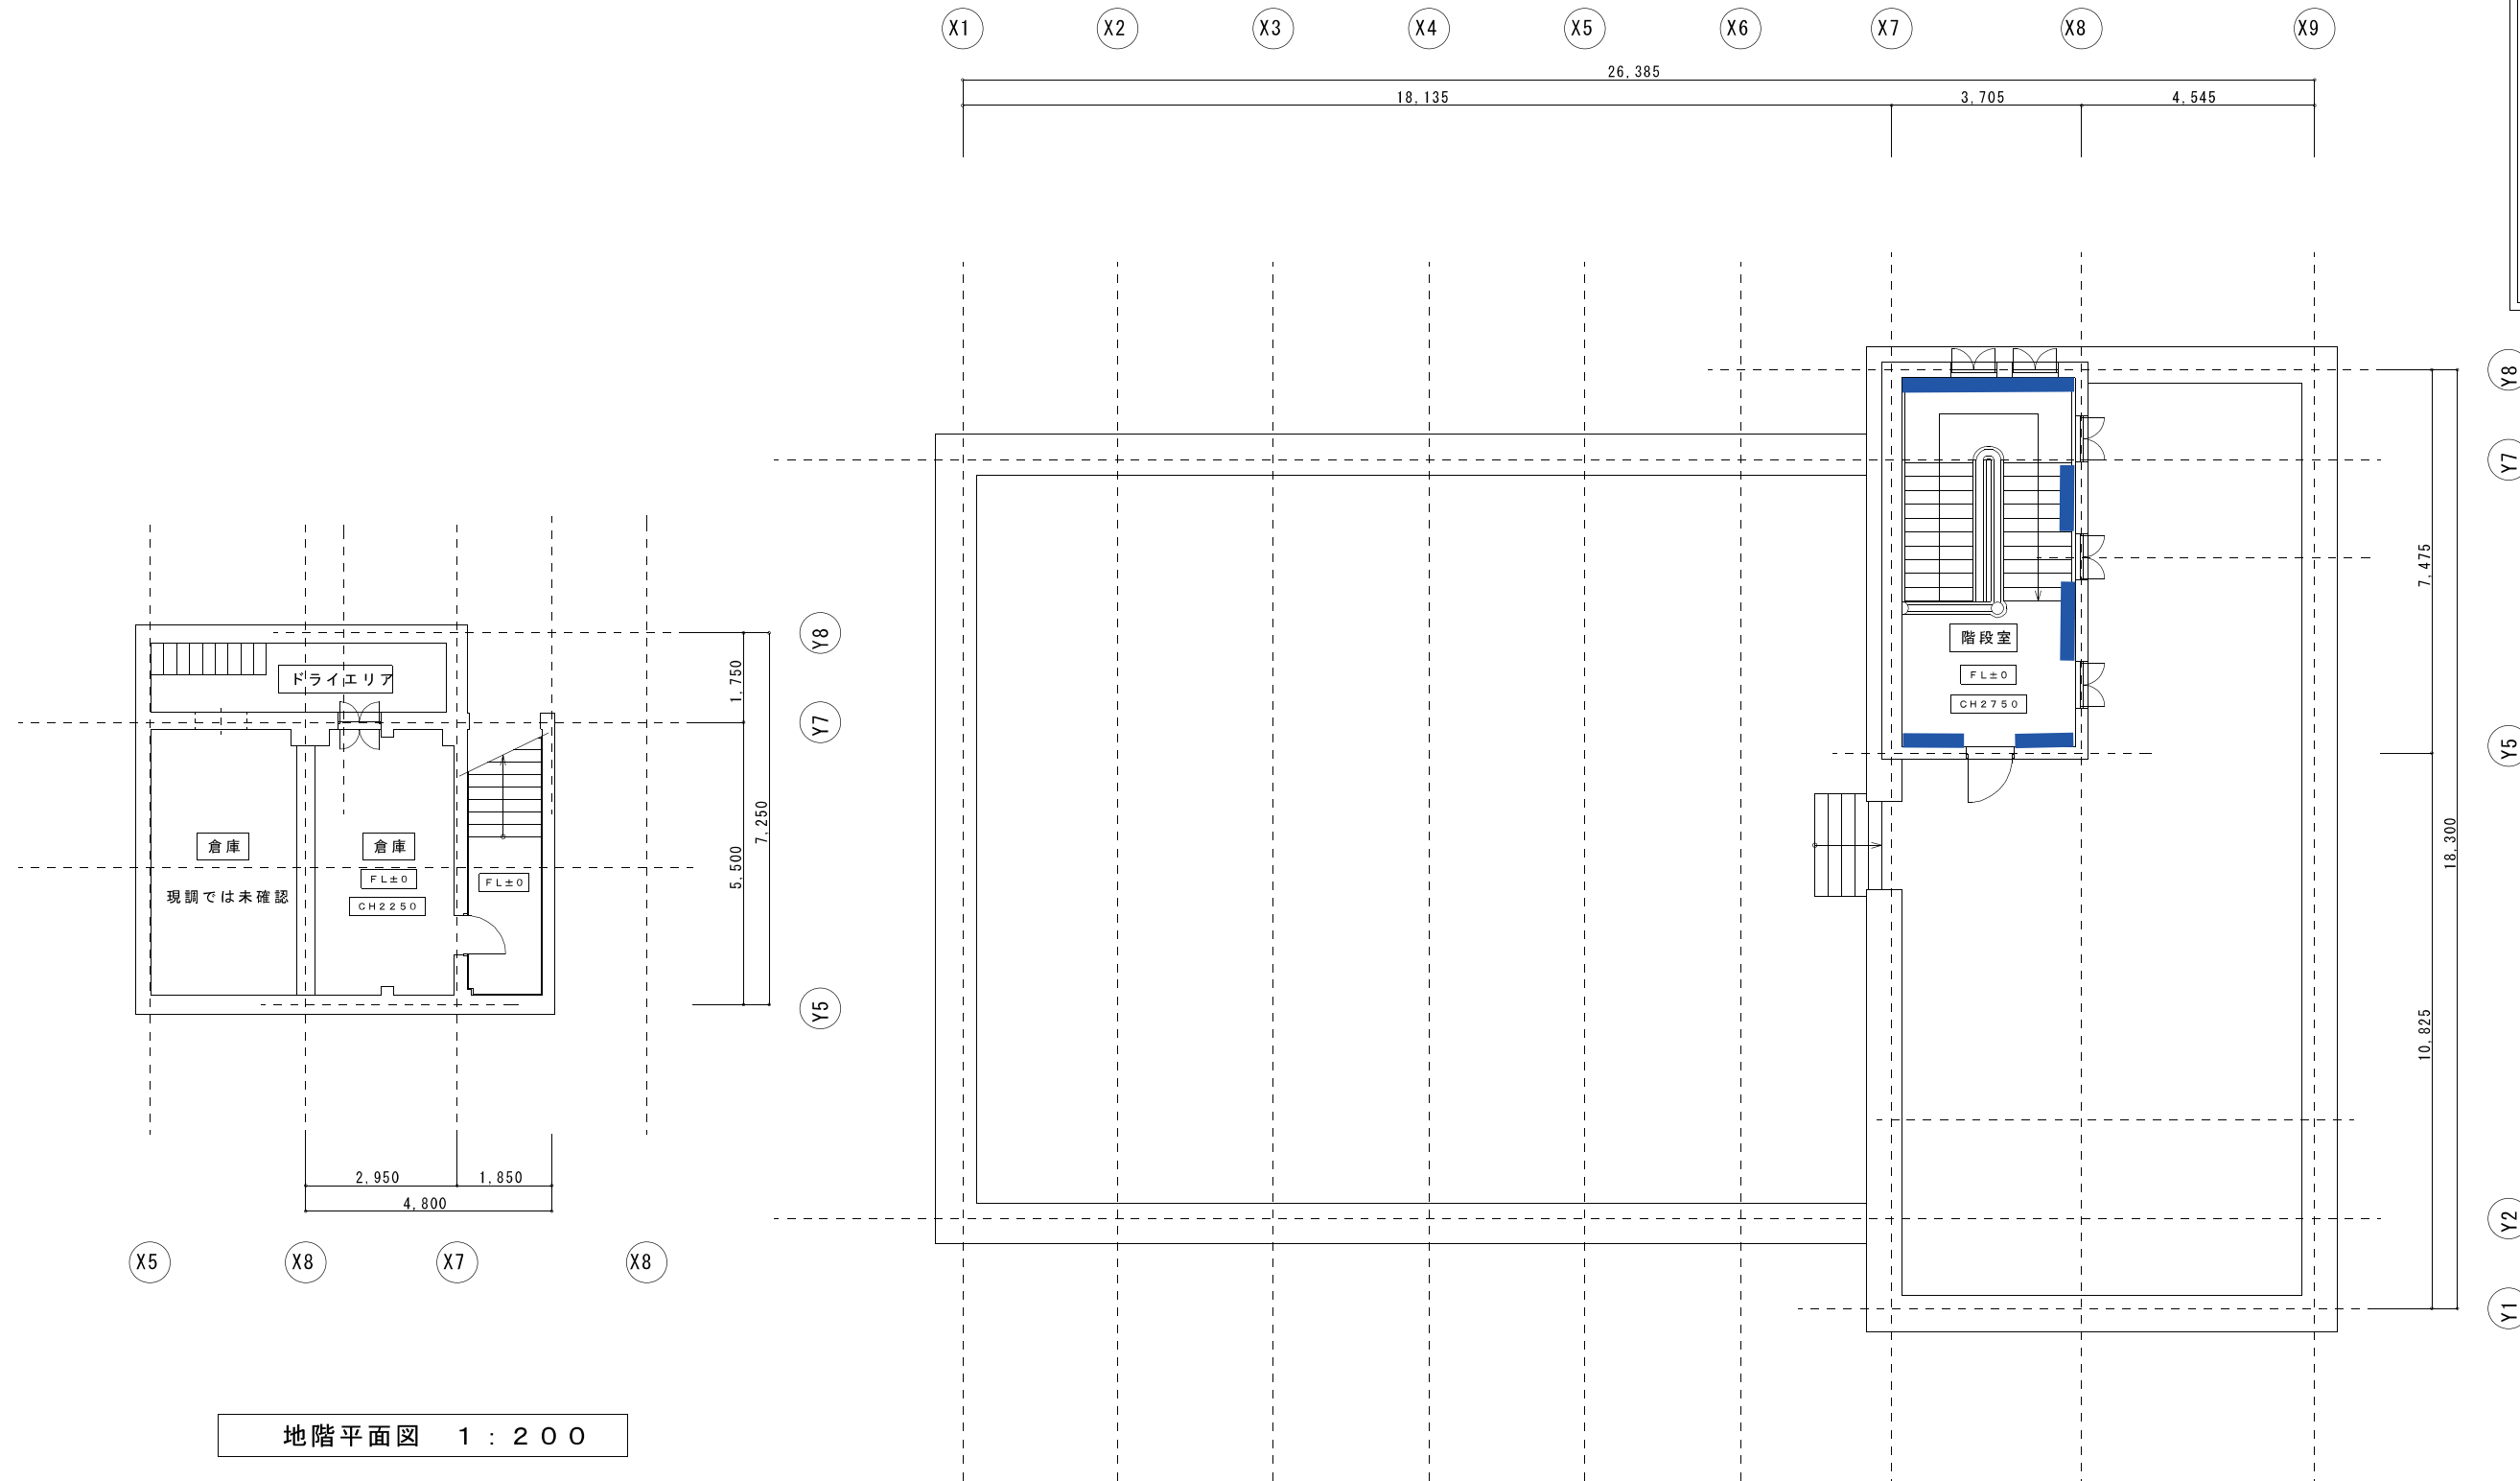 X1 X2 X3 X4 X5 X6 X7 X8 X9
26,385
18,135 3,705 4,545
Y8
Y7
Y5
Y2
Y1
7,475
18,300
10,825
階段室
FL±0
CH2750
Y8
Y7
Y5
1,750
7,250
5,500
ドライエリア
倉庫
現調では未確認
倉庫
FL±0
CH2250
FL±0
2,950 1,850
4,800
X5 X8 X7 X8
地階平面図 1:200